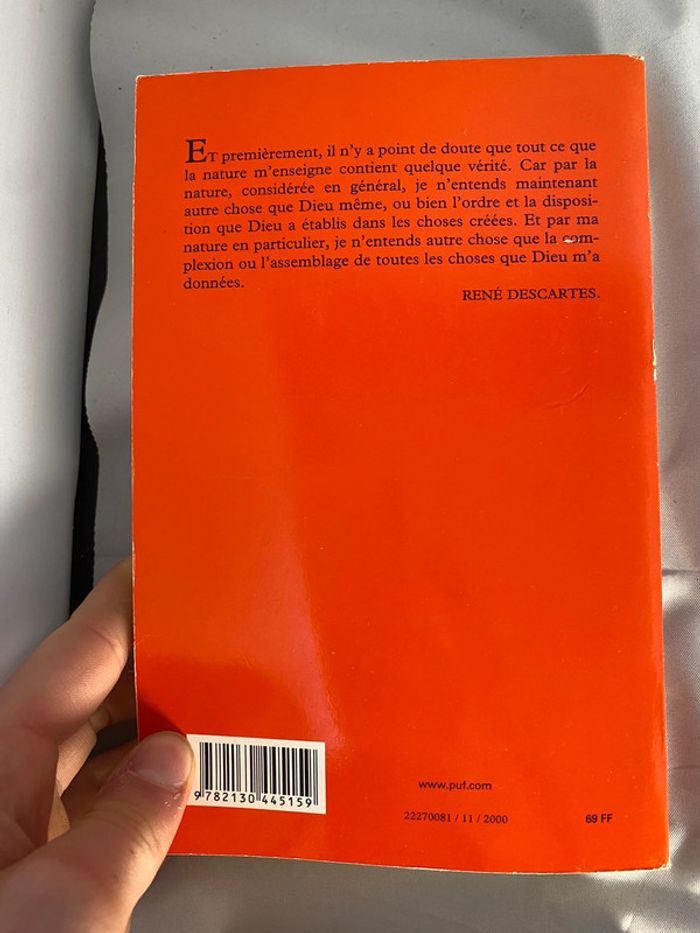 ET premièrement, il n'y a point de doute que tout ce que
la nature m'enseigne contient quelque vérité. Car par la
nature, considérée en général, je n'entends maintenant
autre chose que Dieu même, ou bien l'ordre et la disposi-
tion que Dieu a établis dans les choses créées. Et par ma
nature en particulier, je n'entends autre chose que la com-
plexion ou l'assemblage de toutes les choses que Dieu m'a
données.
RENÉ DESCARTES.
www.puf.com
9 782130 445159
22270081 / 11 / 2000
69 FF